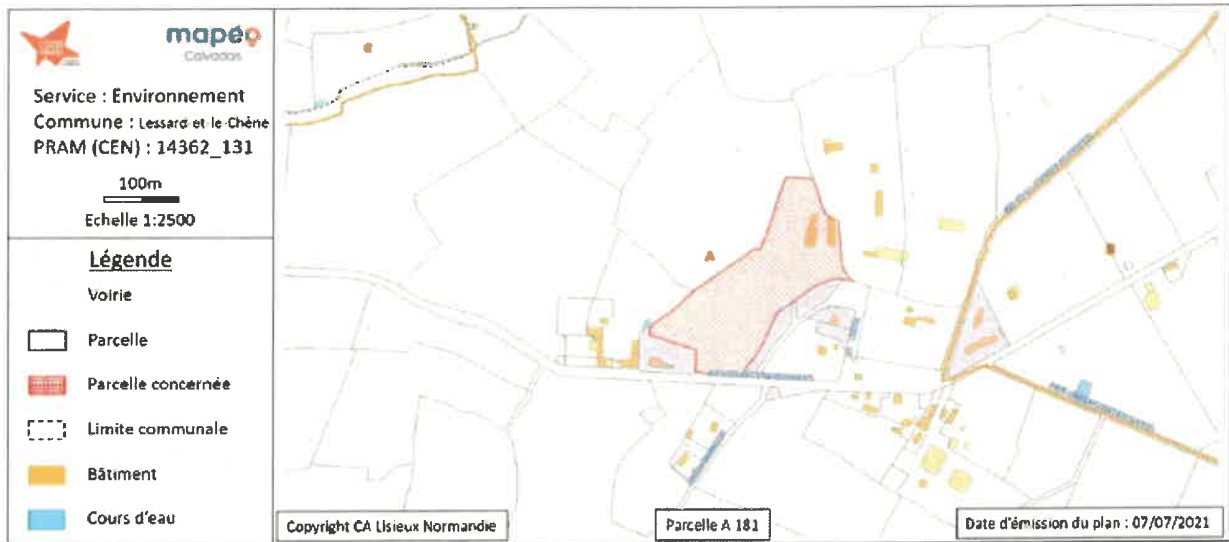 mapéo
Calvados
Service : Environnement
Commune : Lessard et le Chêne
PRAM (CEN) : 14362_131
100m
Echelle 1:2500
Légende
Voirie
Parcelle
Parcelle concernée
Limite communale
Bâtiment
Cours d'eau
C
A
B
Copyright CA Lisieux Normandie
Parcelle A 181
Date d'émission du plan : 07/07/2021